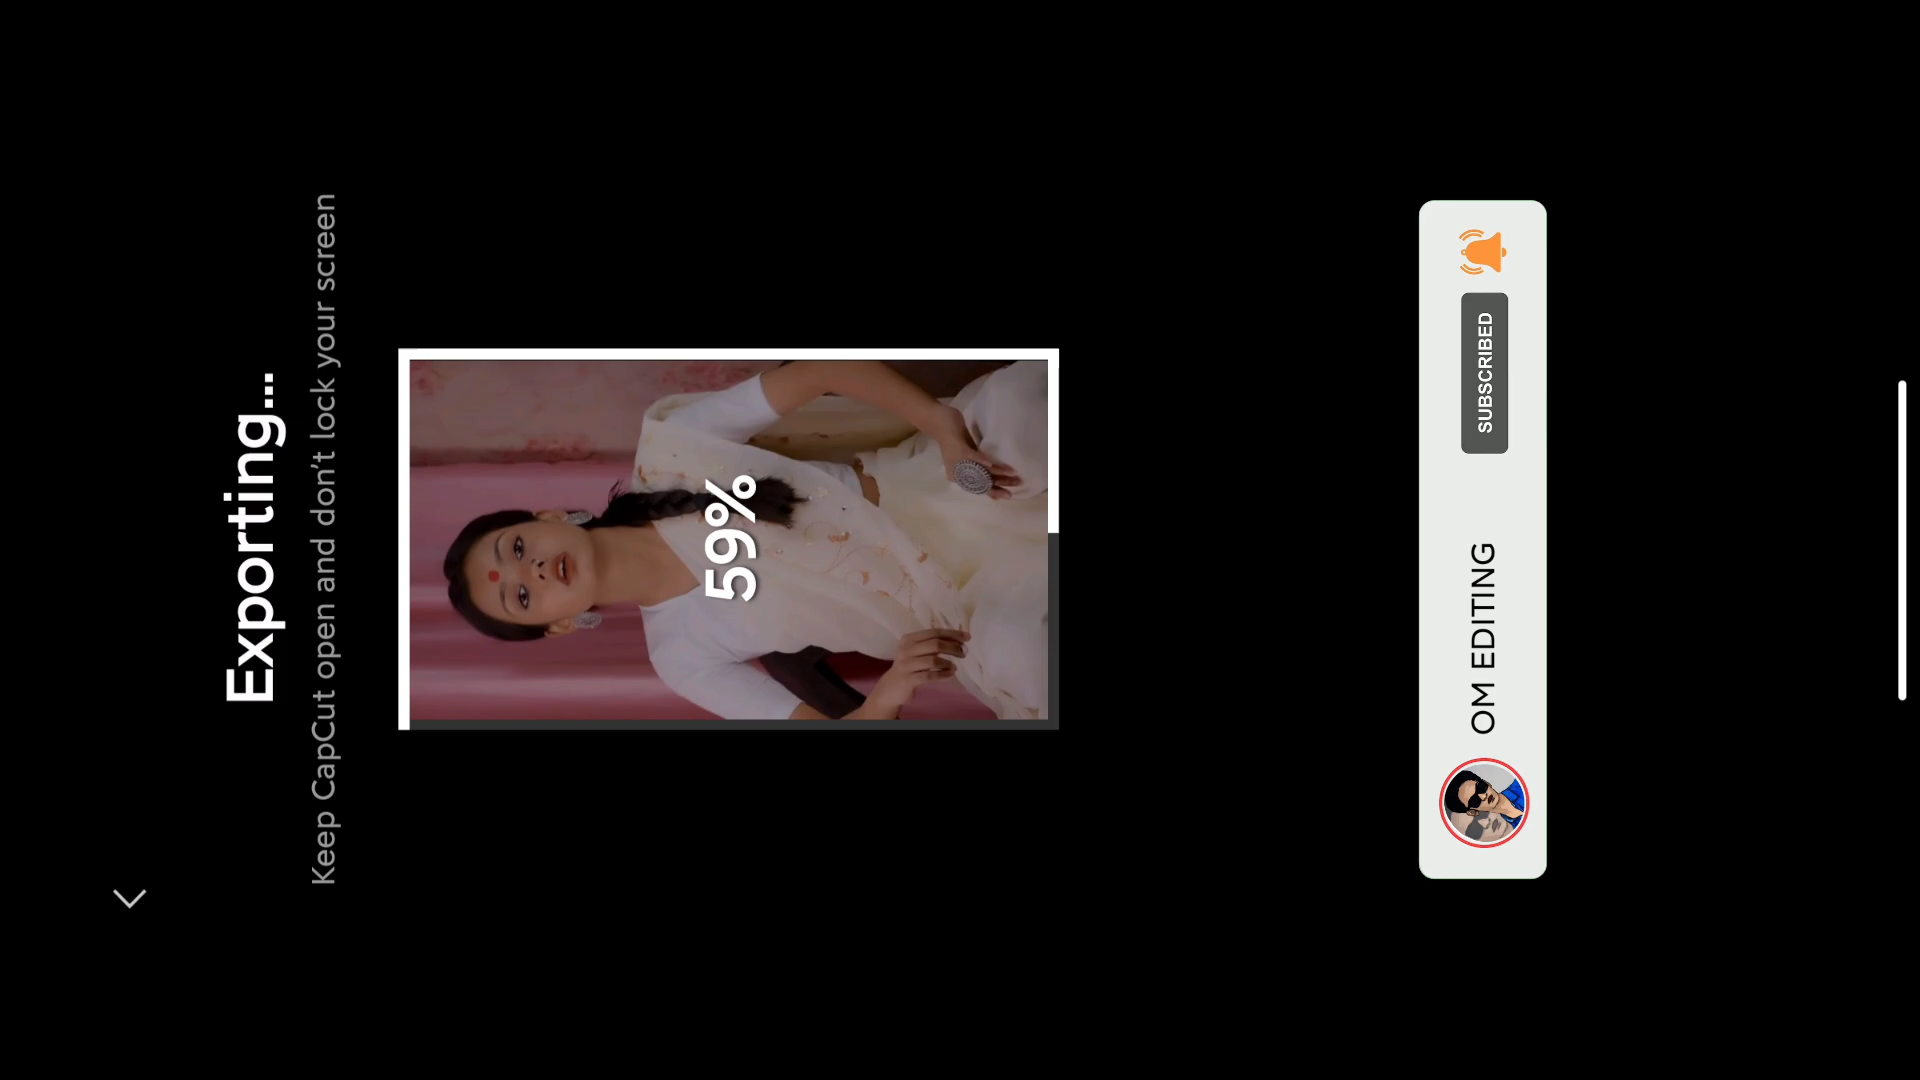 Exporting...
Keep CapCut open and don't lock your screen
59%
OM EDITING
SUBSCRIBED